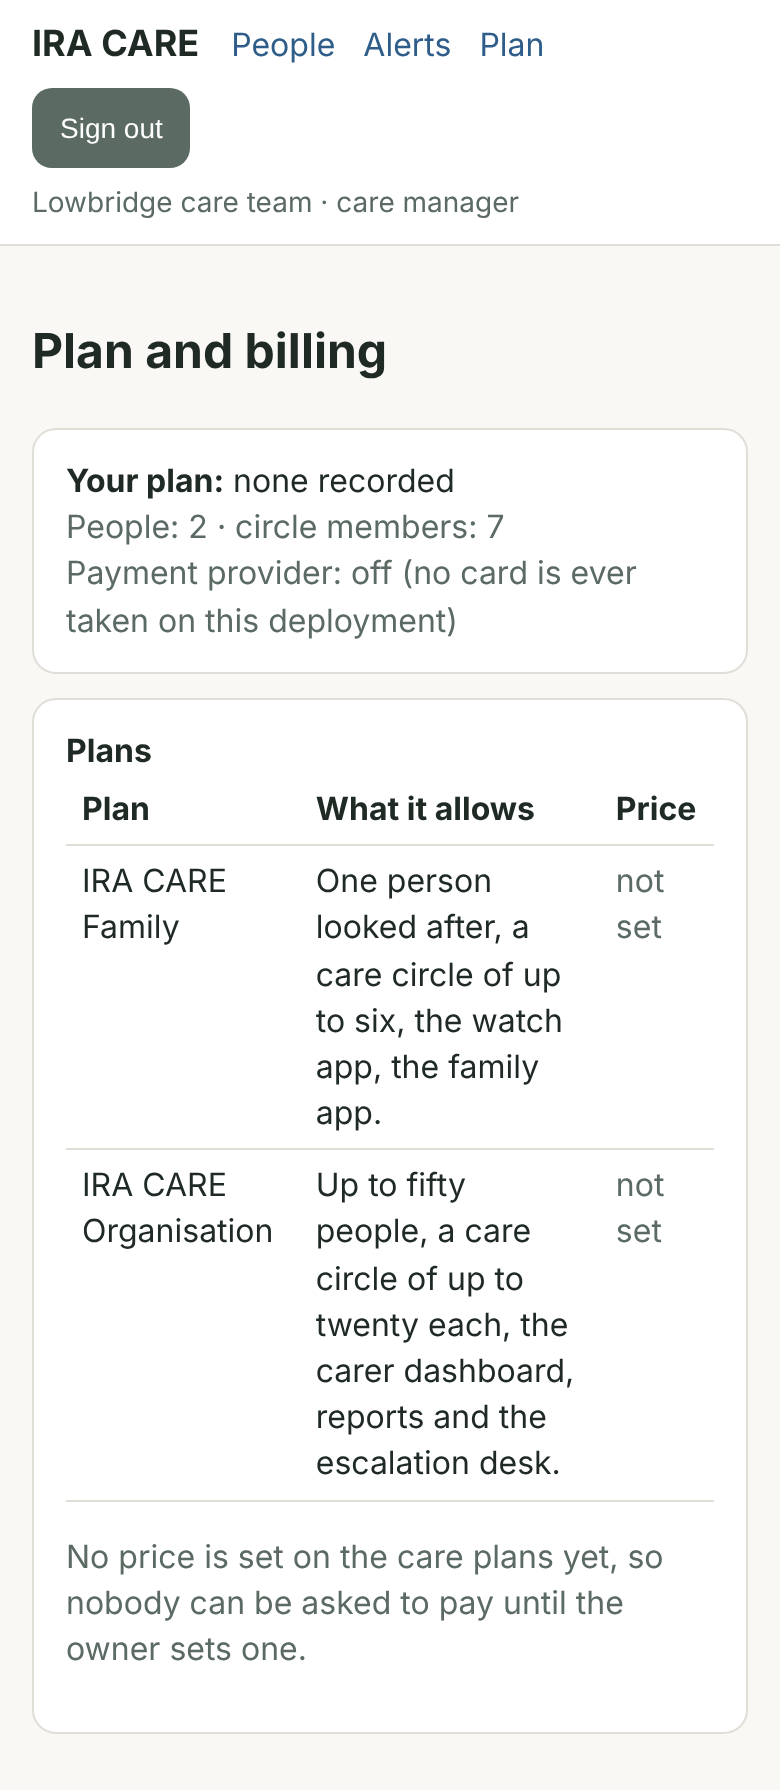 IRA CARE People Alerts Plan
Sign out
Lowbridge care team · care manager
Plan and billing
Your plan: none recorded
People: 2 · circle members: 7
Payment provider: off (no card is ever
taken on this deployment)
Plans
Plan What it allows Price
IRA CARE One person not
Family looked after, a set
care circle of up
to six, the watch
app, the family
app.
IRA CARE Up to fifty not
Organisation people, a care set
circle of up to
twenty each, the
carer dashboard,
reports and the
escalation desk.
No price is set on the care plans yet, so
nobody can be asked to pay until the
owner sets one.